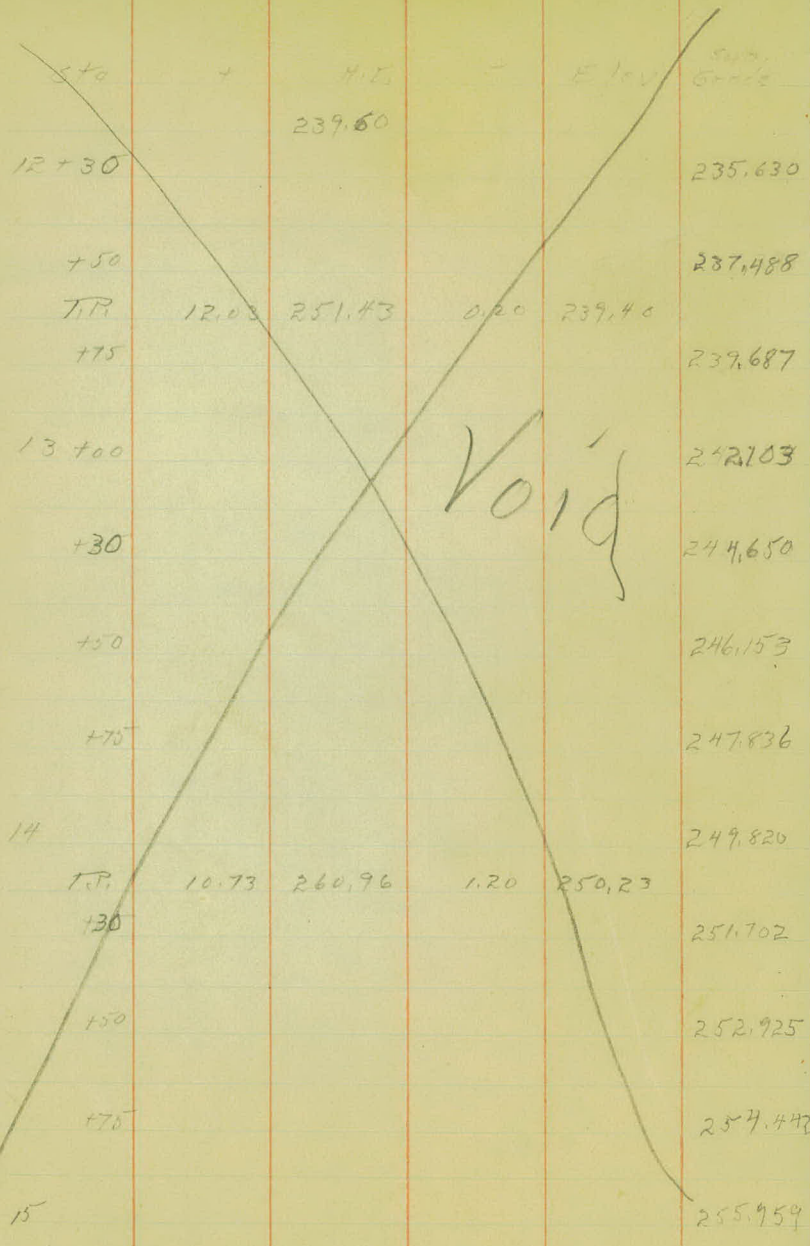 Sta + H.I. - Elev Sub. Grade
239.60
12 + 30 235.630
+50 237.488
T.P. 12.03 251.43 0.20 239.40
+75 239.687
13 +00 242.103
+30 244.650
Void
+50 246.153
+75 247.836
14 249.820
T.P. 10.73 260.96 1.20 250.23
+30 251.702
+50 252.925
+75 254.442
15 255.959